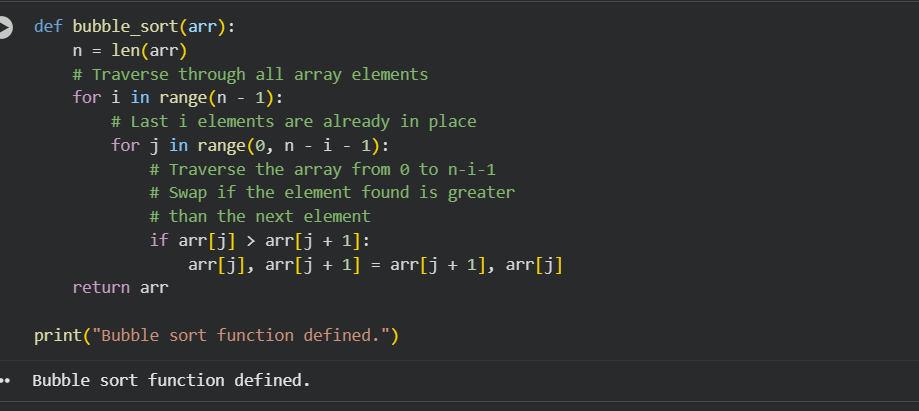 def bubble_sort(arr):
    n = len(arr)
    # Traverse through all array elements
    for i in range(n - 1):
        # Last i elements are already in place
        for j in range(0, n - i - 1):
            # Traverse the array from 0 to n-i-1
            # Swap if the element found is greater
            # than the next element
            if arr[j] > arr[j + 1]:
                arr[j], arr[j + 1] = arr[j + 1], arr[j]
    return arr
print("Bubble sort function defined.")
Bubble sort function defined.